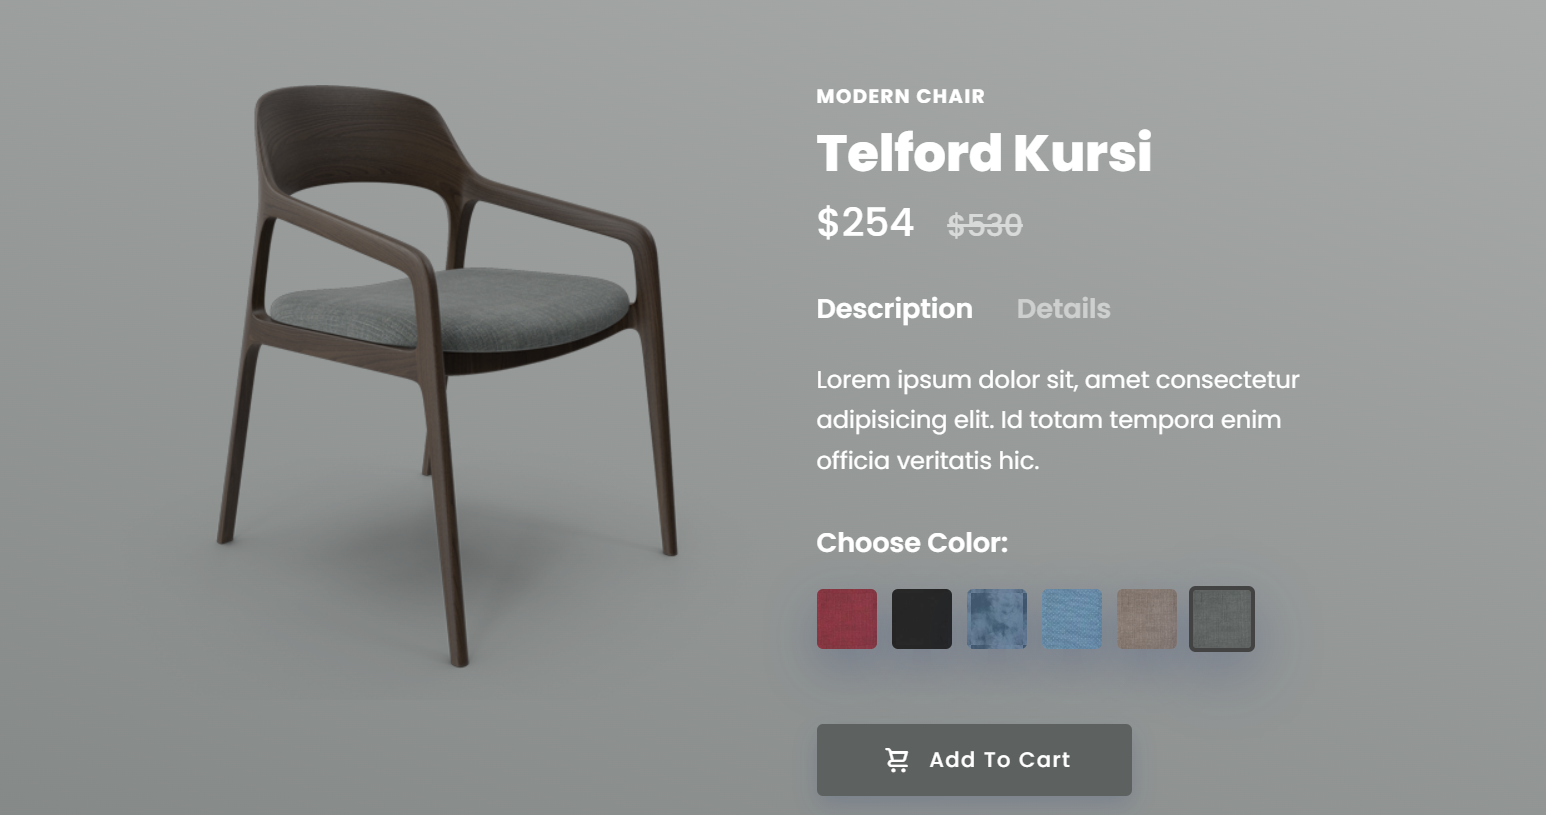 MODERN CHAIR
Telford Kursi
$254 $530
Description Details
Lorem ipsum dolor sit, amet consectetur
adipisicing elit. Id totam tempora enim
officia veritatis hic.
Choose Color:
Add To Cart